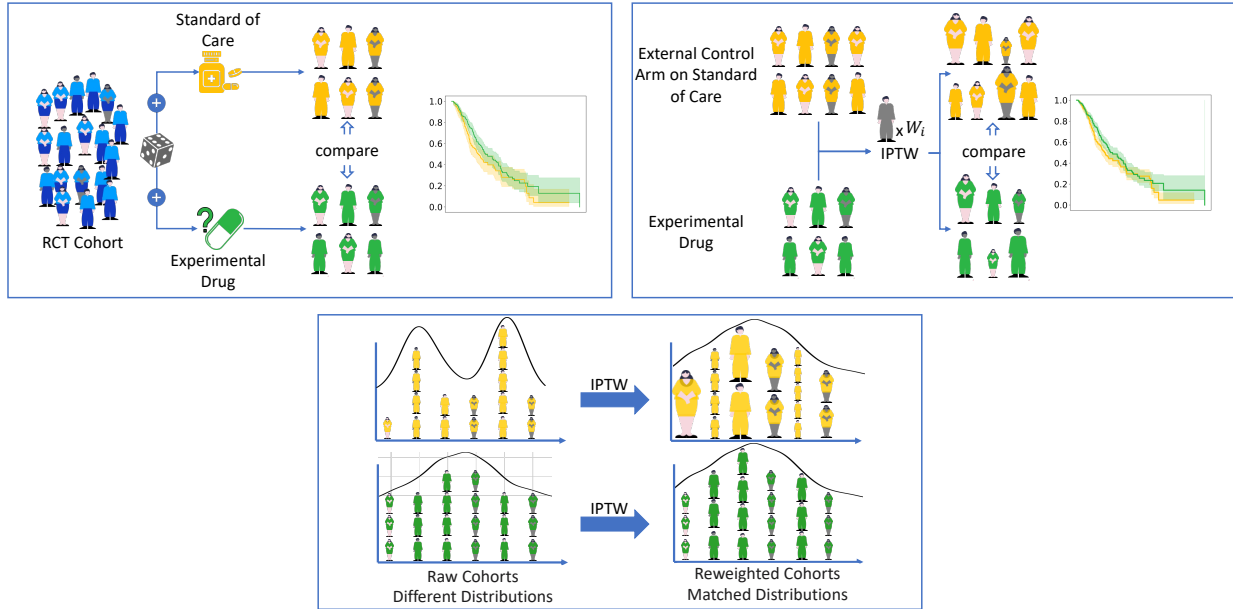 Standard of
Care
RCT Cohort
+
+
?
Experimental
Drug
compare
1.0
0.8
0.6
0.4
0.2
0.0
External Control
Arm on Standard
of Care
Experimental
Drug
x W_i
IPTW
compare
1.0
0.8
0.6
0.4
0.2
0.0
IPTW
IPTW
Raw Cohorts
Different Distributions
Reweighted Cohorts
Matched Distributions